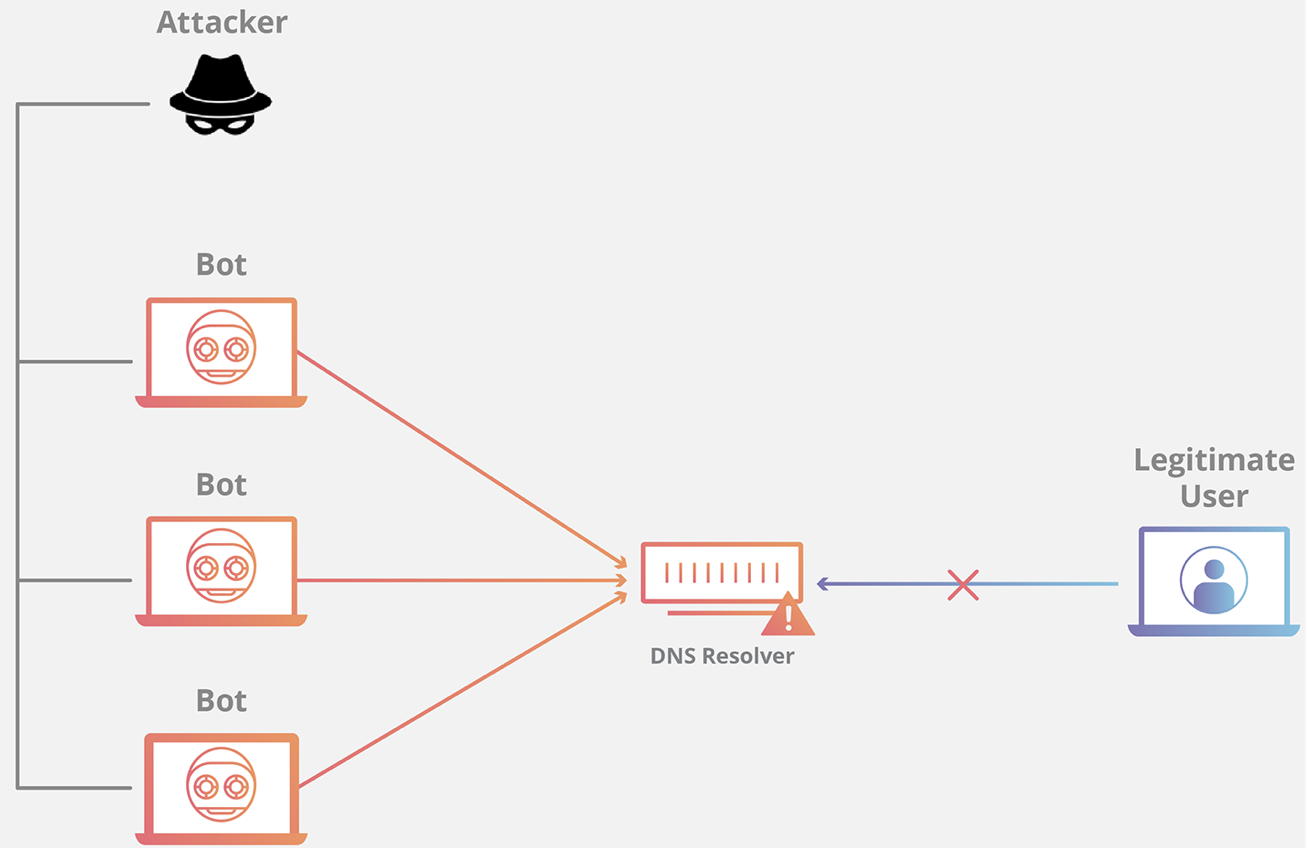 Attacker
Bot
Bot
Legitimate
User
DNS Resolver
Bot